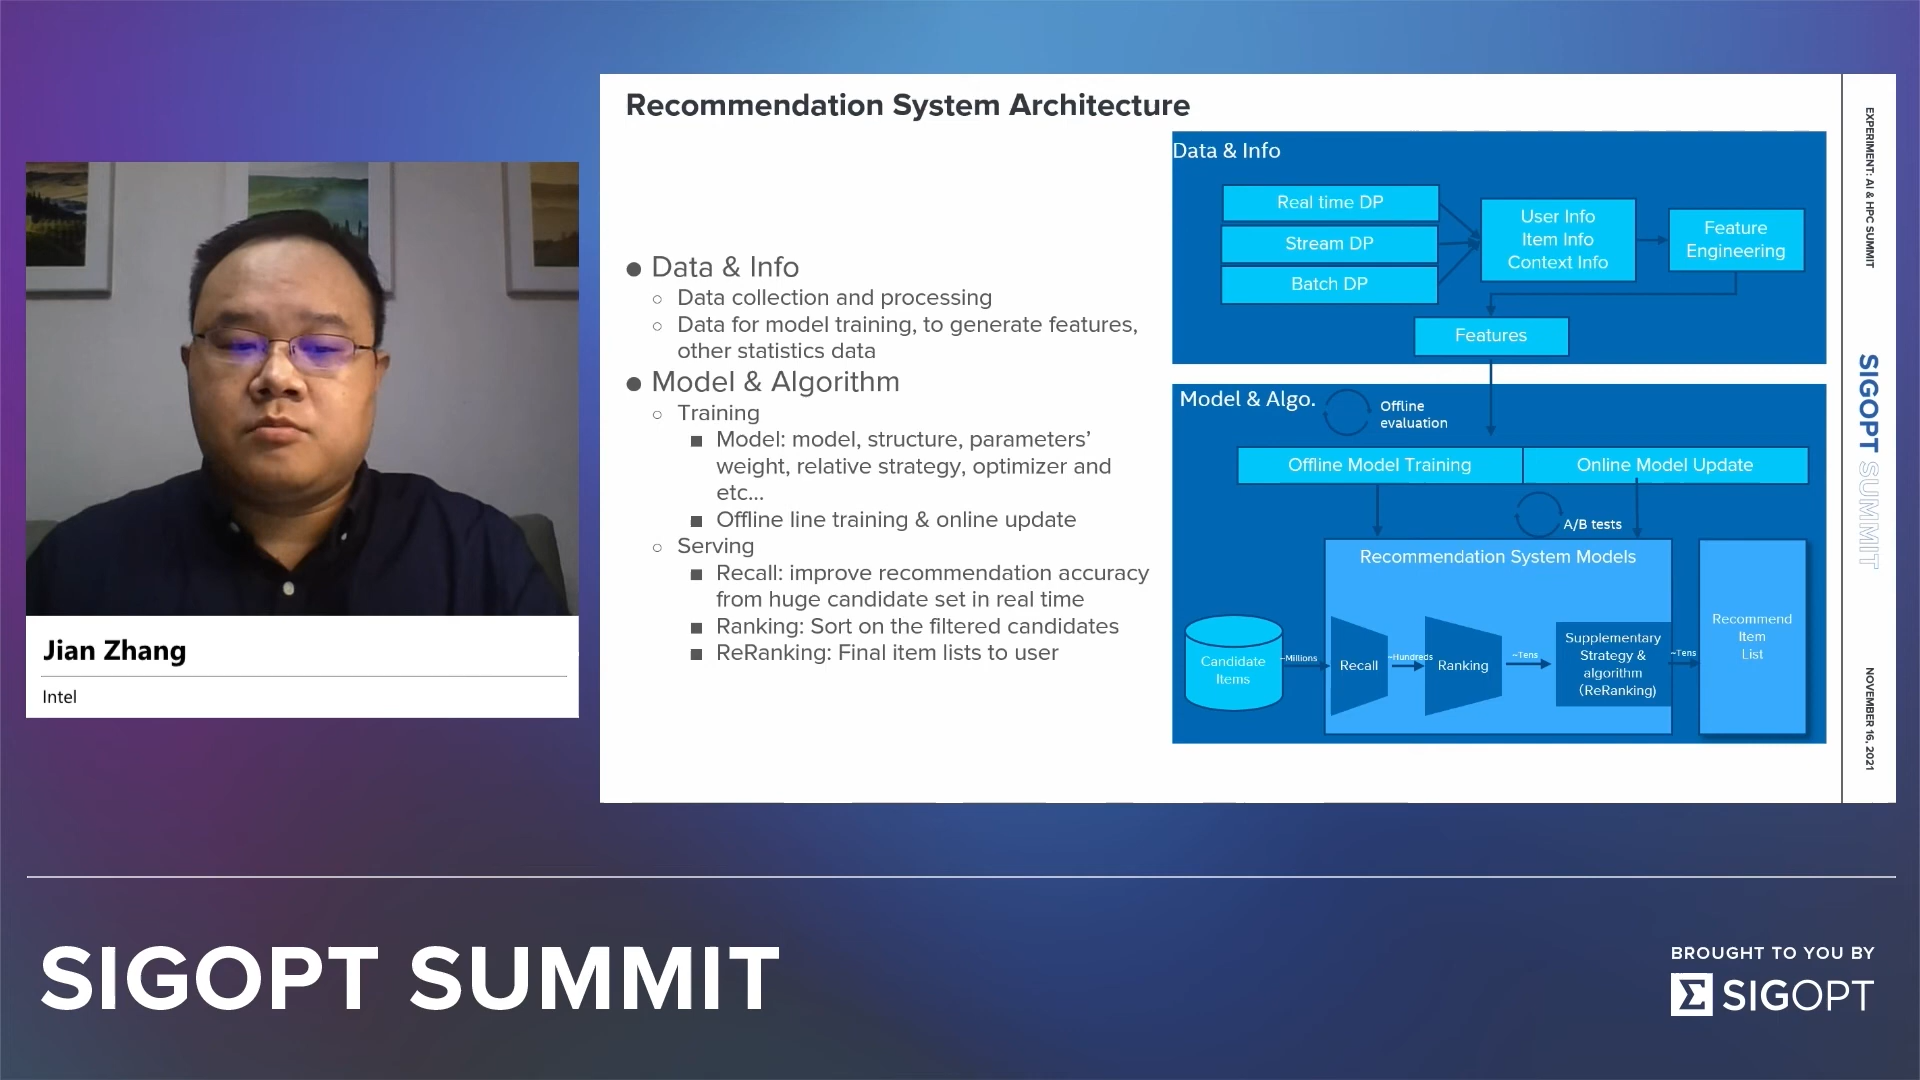 Recommendation System Architecture
● Data & Info
○ Data collection and processing
○ Data for model training, to generate features,
other statistics data
● Model & Algorithm
○ Training
■ Model: model, structure, parameters’
weight, relative strategy, optimizer and
etc...
■ Offline line training & online update
○ Serving
■ Recall: improve recommendation accuracy
from huge candidate set in real time
■ Ranking: Sort on the filtered candidates
■ ReRanking: Final item lists to user
Data & Info
Real time DP
Stream DP
Batch DP
User Info
Item Info
Context Info
Feature
Engineering
Features
Model & Algo.
Offline
evaluation
Offline Model Training
Online Model Update
A/B tests
Recommendation System Models
Candidate
Items
~Millions
Recall
~Hundreds
Ranking
~Tens
Supplementary
Strategy &
algorithm
(ReRanking)
~Tens
Recommend
Item
List
EXPERIMENT: AI & HPC SUMMIT
SIGOPT SUMMIT
NOVEMBER 16, 2021
Jian Zhang
Intel
SIGOPT SUMMIT
BROUGHT TO YOU BY
SIGOPT